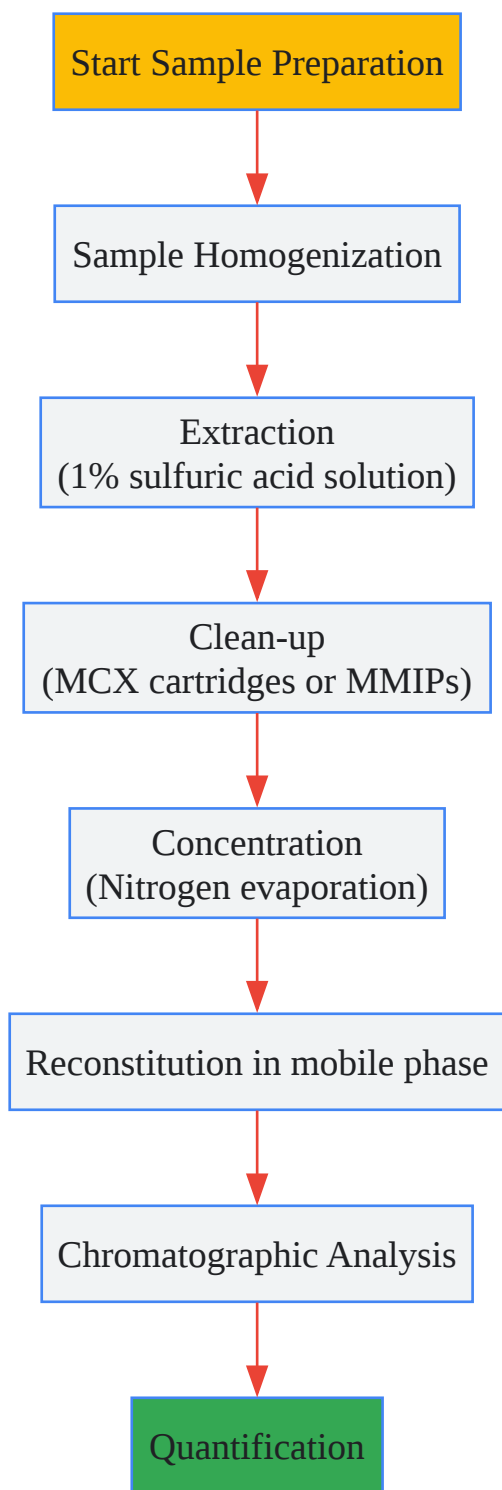 Start Sample Preparation
Sample Homogenization
Extraction
(1% sulfuric acid solution)
Clean-up
(MCX cartridges or MMIPs)
Concentration
(Nitrogen evaporation)
Reconstitution in mobile phase
Chromatographic Analysis
Quantification